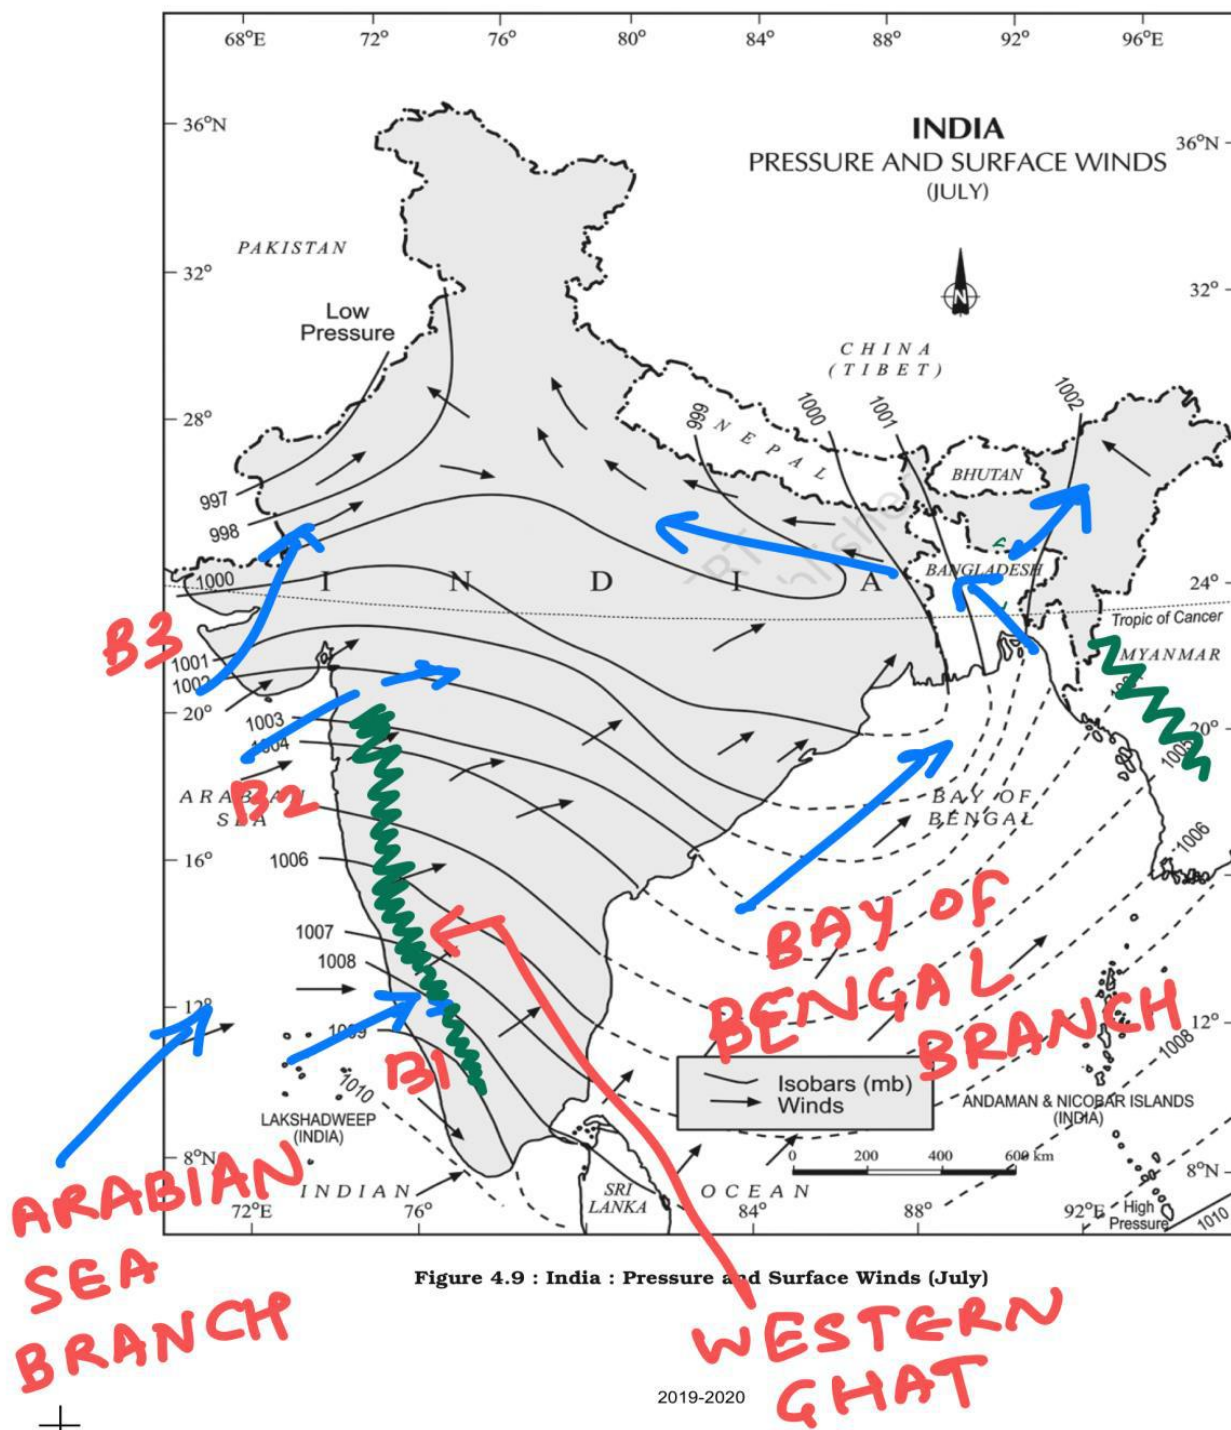 68°E 72° 76° 80° 84° 88° 92° 96°E
36°N
INDIA
PRESSURE AND SURFACE WINDS
(JULY)
36°N
PAKISTAN
N
32°
32°
Low
Pressure
CHINA
(TIBET)
28°
999
1000
1001
1002
NEPAL
BHUTAN
997
998
1000
I N D I A
BANGLADESH
24°
Tropic of Cancer
B3
1001
1002
MYANMAR
20°
1003
1004
20°
1005
B2
ARABIAN
SEA
BAY OF
BENGAL
16°
1006
1006
1007
1008
BAY OF
BENGAL
BRANCH
12°
12°
1009
B1
1008
1010
Isobars (mb)
Winds
LAKSHADWEEP
(INDIA)
ANDAMAN & NICOBAR ISLANDS
(INDIA)
8°N
0 200 400 600 km
8°N
INDIAN OCEAN
SRI
LANKA
High
Pressure
1010
72°E 76° 84° 88° 92°E
ARABIAN
SEA
BRANCH
Figure 4.9 : India : Pressure and Surface Winds (July)
WESTERN
GHAT
2019-2020